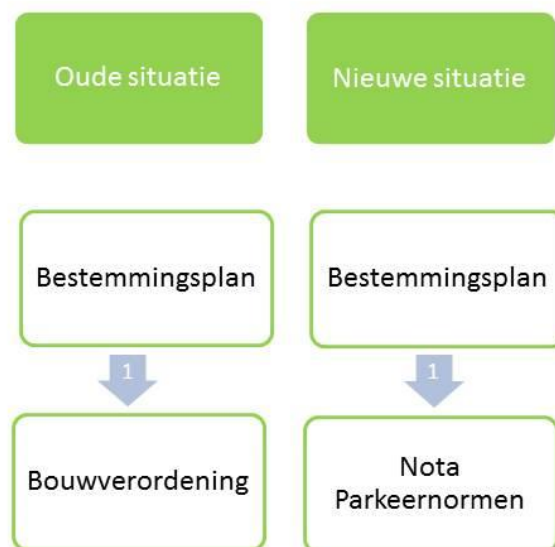 Oude situatie
Nieuwe situatie
Bestemmingsplan
Bestemmingsplan
1
1
Bouwverordening
Nota
Parkeernormen